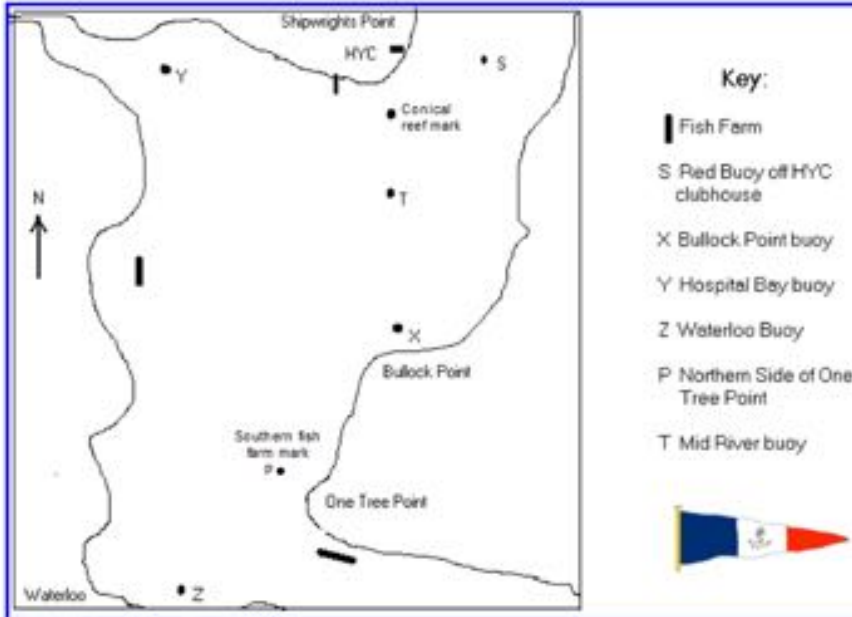 Shipwrights Point
HYC
S
Y
Conical
reef mark
T
N
X
Bullock Point
Southern fish
farm mark
P
One Tree Point
Z
Waterloo
Key:
Fish Farm
S Red Buoy off HYC
clubhouse
X Bullock Point buoy
Y Hospital Bay buoy
Z Waterloo Buoy
P Northern Side of One
Tree Point
T Mid River buoy